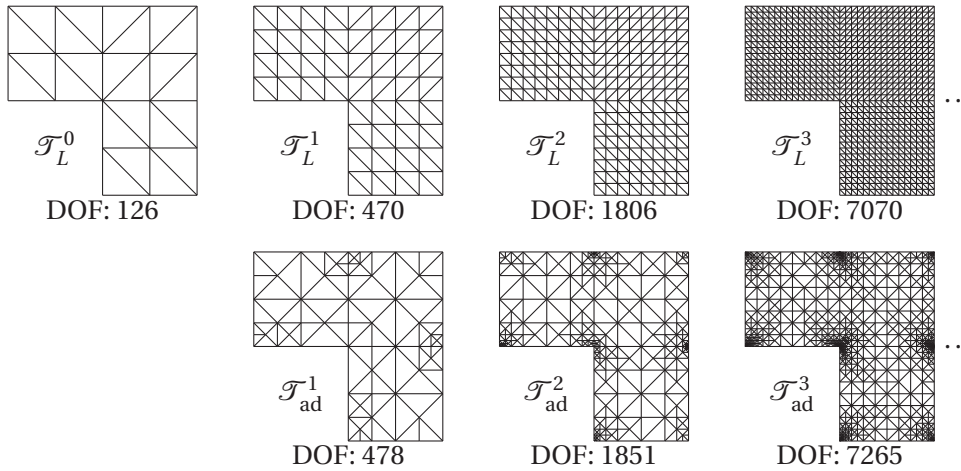 𝒯_L^0 𝒯_L^1 𝒯_L^2 𝒯_L^3 ..
DOF: 126 DOF: 470 DOF: 1806 DOF: 7070
𝒯_ad^1 𝒯_ad^2 𝒯_ad^3 ..
DOF: 478 DOF: 1851 DOF: 7265